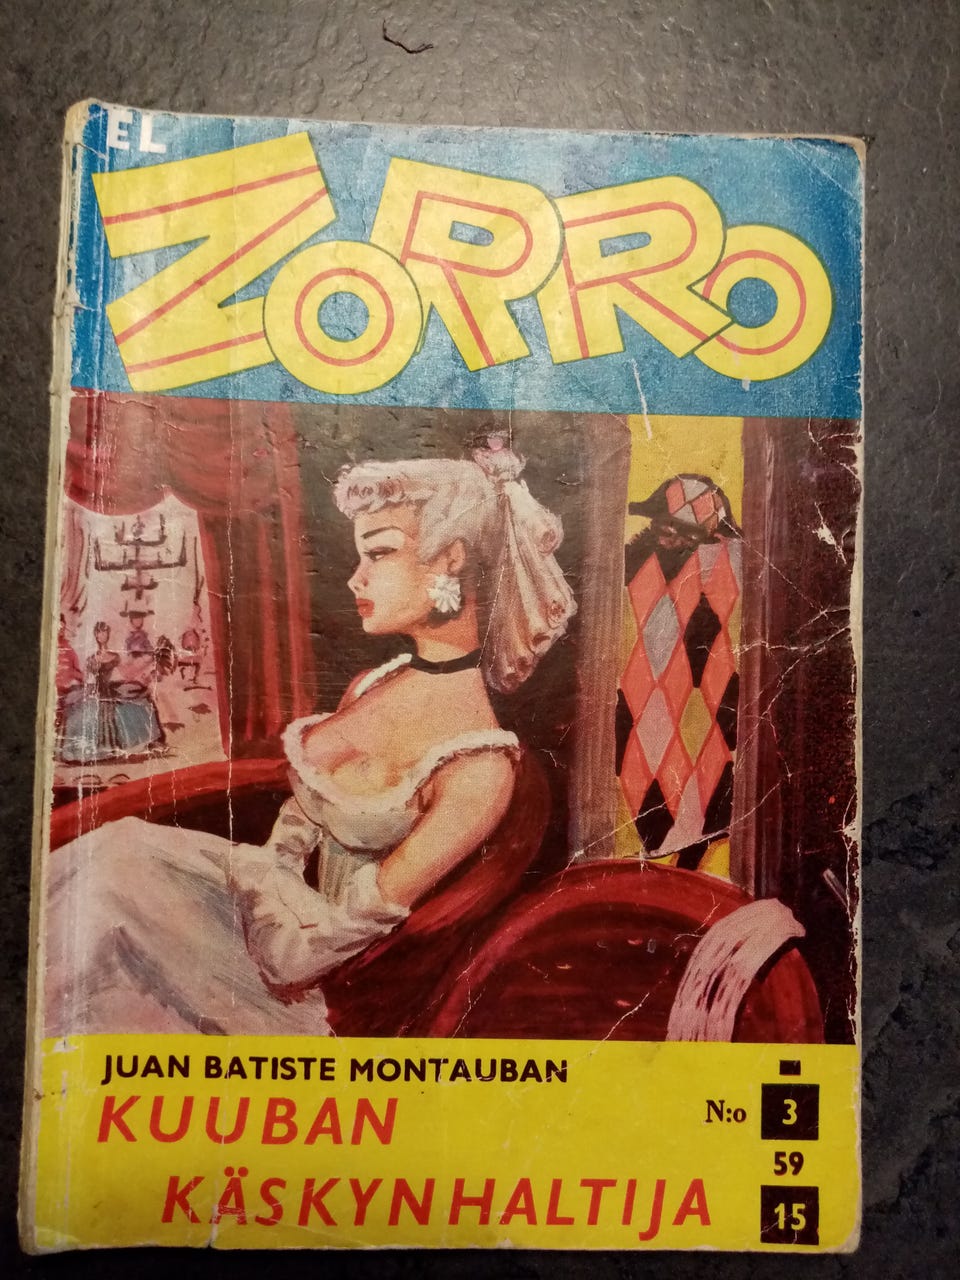 EL
ZORRO
JUAN BATISTE MONTAUBAN
KUUBAN
KÄSKYNHALTIJA
N:o 3
59
15